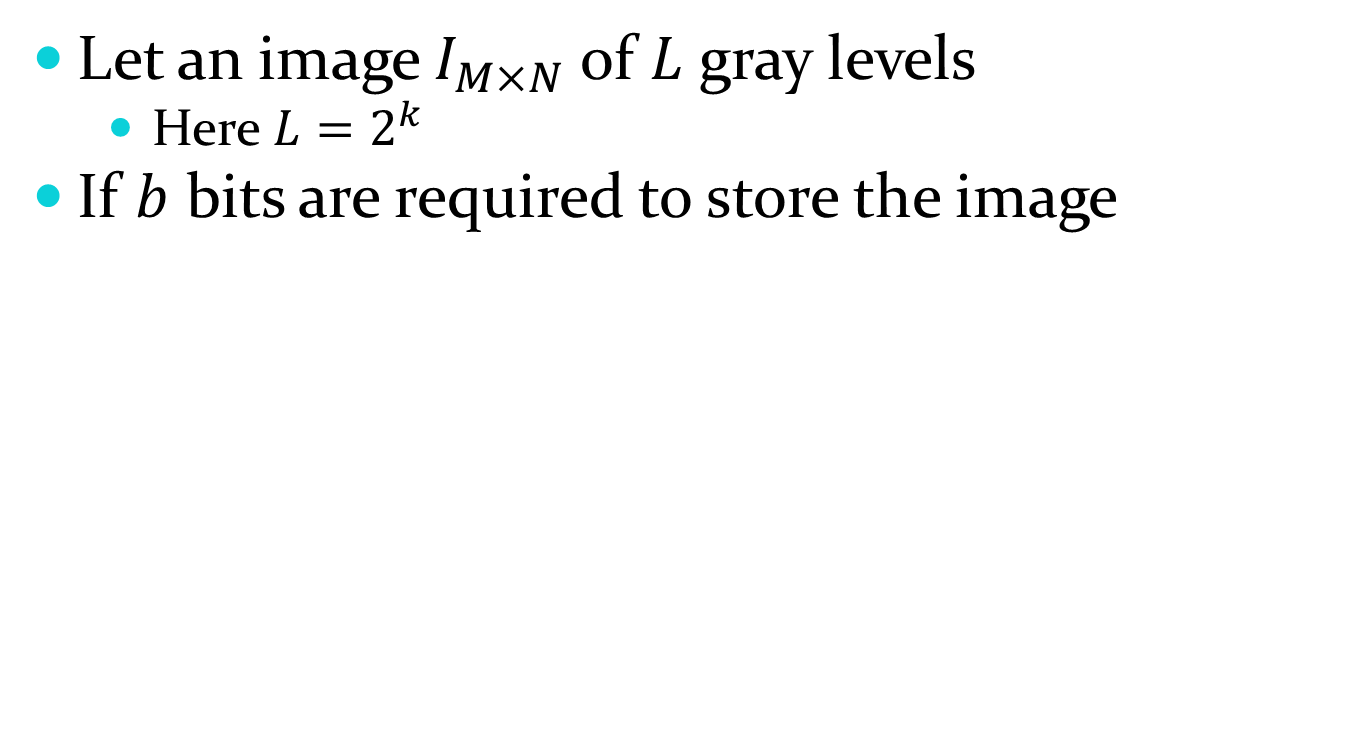 • Let an image I_{M×N} of L gray levels
• Here L = 2^k
• If b bits are required to store the image